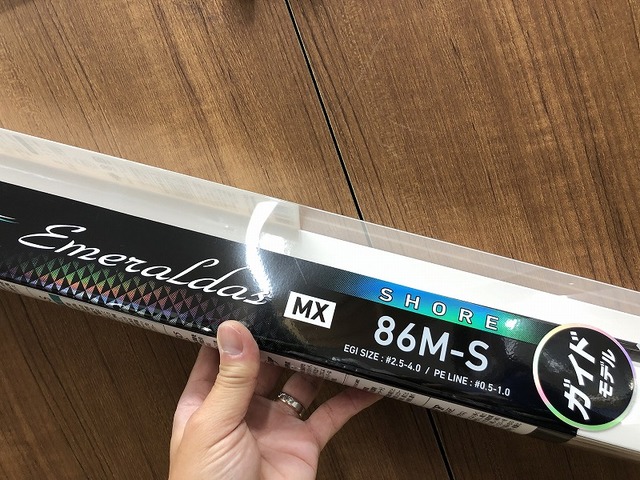 Emeraldas
MX
SHORE
86M-S
EGI SIZE : #2.5-4.0 / PE LINE : #0.5-1.0
ガイド
モデル